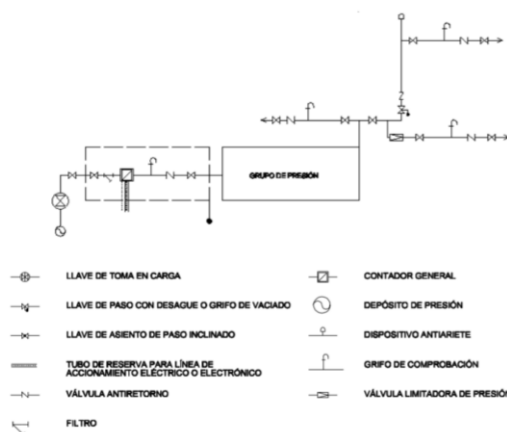 GRUPO DE PRESIÓN
LLAVE DE TOMA EN CARGA
CONTADOR GENERAL
LLAVE DE PASO CON DESAGUE O GRIFO DE VACIADO
DEPÓSITO DE PRESIÓN
LLAVE DE ASIENTO DE PASO INCLINADO
DISPOSITIVO ANTIARIETE
TUBO DE RESERVA PARA LÍNEA DE
ACCIONAMIENTO ELÉCTRICO O ELECTRÓNICO
GRIFO DE COMPROBACIÓN
VÁLVULA ANTIRETORNO
VÁLVULA LIMITADORA DE PRESIÓN
FILTRO